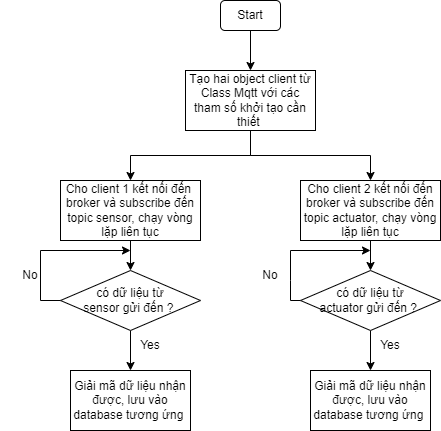 Start
Tạo hai object client từ
Class Mqtt với các
tham số khởi tạo cần
thiết
Cho client 1 kết nối đến
broker và subscribe đến
topic sensor, chạy vòng
lặp liên tục
Cho client 2 kết nối đến
broker và subscribe đến
topic actuator, chạy vòng
lặp liên tục
No
có dữ liệu từ
sensor gửi đến ?
No
có dữ liệu từ
actuator gửi đến ?
Yes
Yes
Giải mã dữ liệu nhận
được, lưu vào
database tương ứng
Giải mã dữ liệu nhận
được, lưu vào
database tương ứng